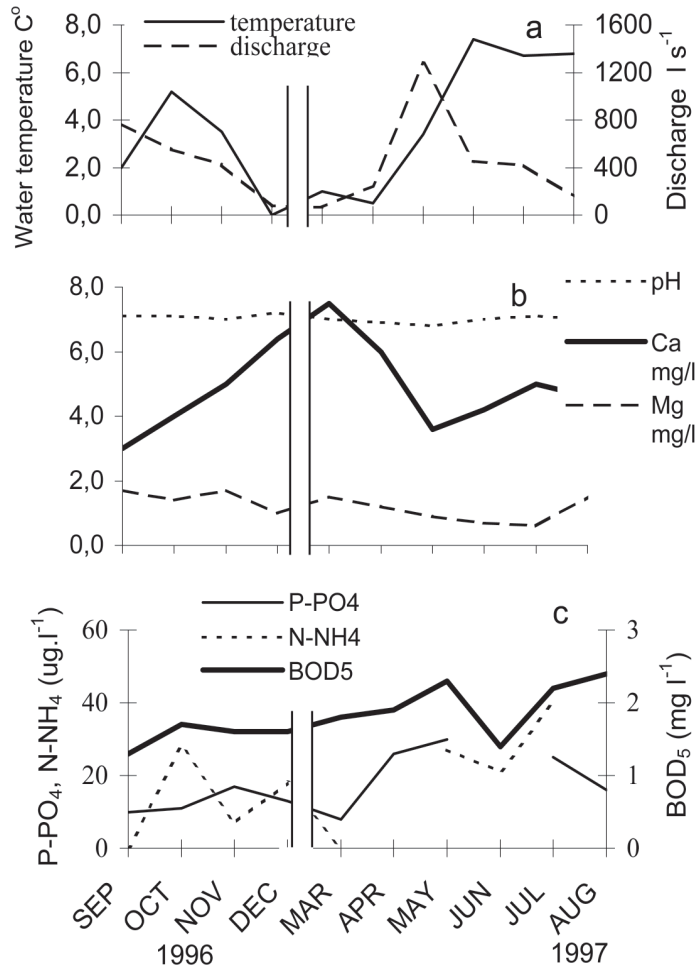 temperature
discharge
a
Water temperature C°
8,0
6,0
4,0
2,0
0,0
1600
1200
800
400
0
Discharge l s⁻¹
b
8,0
6,0
4,0
2,0
0,0
pH
Ca
mg/l
Mg
mg/l
P-PO4
N-NH4
BOD5
c
P-PO₄, N-NH₄ (ug.l⁻¹)
60
40
20
0
3
2
1
0
BOD₅ (mg l⁻¹)
SEP OCT NOV DEC MAR APR MAY JUN JUL AUG
1996 1997